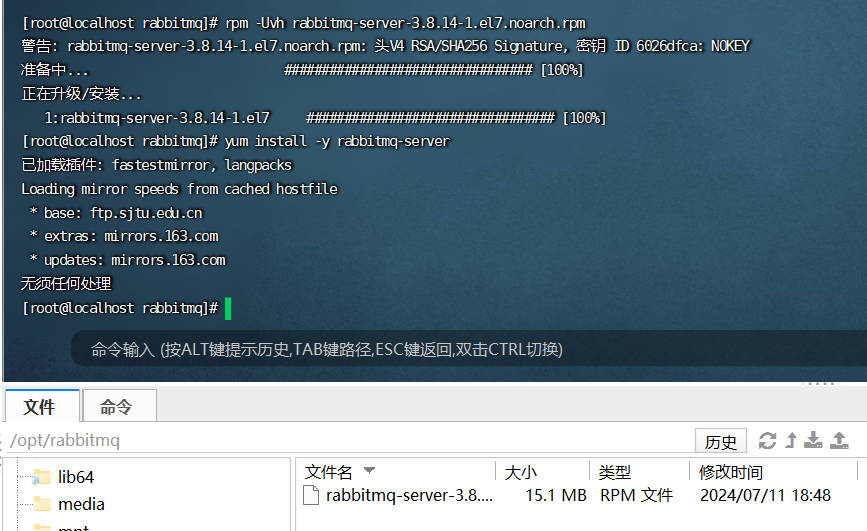 [root@localhost rabbitmq]# rpm -Uvh rabbitmq-server-3.8.14-1.el7.noarch.rpm
警告: rabbitmq-server-3.8.14-1.el7.noarch.rpm: 头V4 RSA/SHA256 Signature, 密钥 ID 6026dfca: NOKEY
准备中... ################################# [100%]
正在升级/安装...
1:rabbitmq-server-3.8.14-1.el7 ################################# [100%]
[root@localhost rabbitmq]# yum install -y rabbitmq-server
已加载插件: fastestmirror, langpacks
Loading mirror speeds from cached hostfile
* base: ftp.sjtu.edu.cn
* extras: mirrors.163.com
* updates: mirrors.163.com
无须任何处理
[root@localhost rabbitmq]#
命令输入 (按ALT键提示历史,TAB键路径,ESC键返回,双击CTRL切换)
文件 命令
/opt/rabbitmq 历史
文件名 大小 类型 修改时间
lib64
rabbitmq-server-3.8.... 15.1 MB RPM 文件 2024/07/11 18:48
media